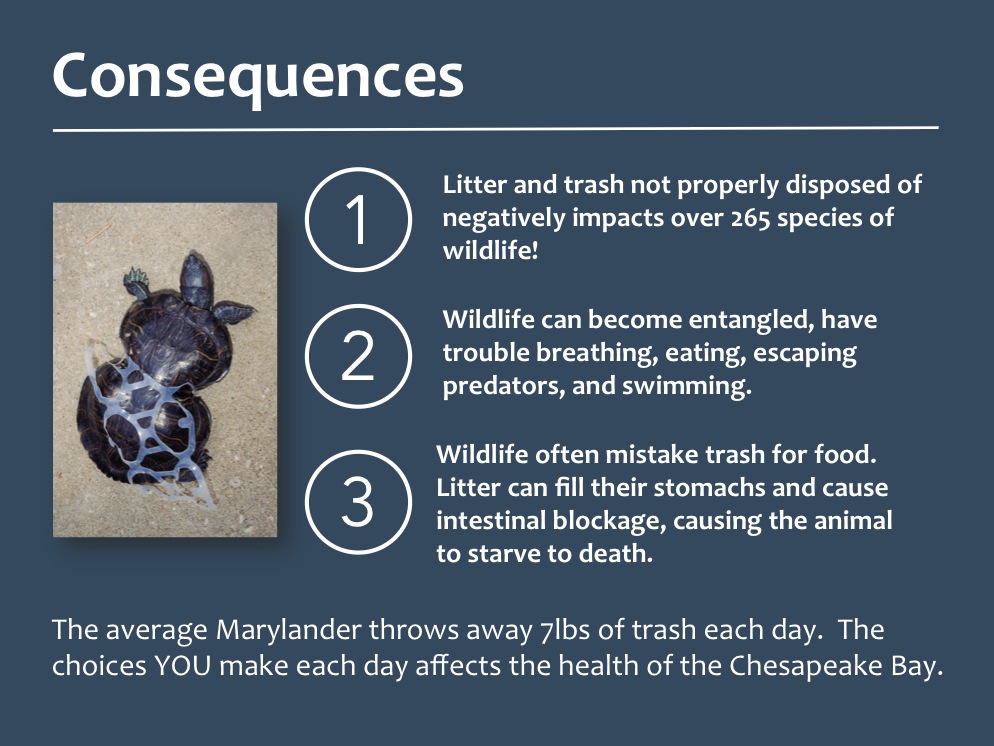 Consequences
1
Litter and trash not properly disposed of
negatively impacts over 265 species of
wildlife!
2
Wildlife can become entangled, have
trouble breathing, eating, escaping
predators, and swimming.
3
Wildlife often mistake trash for food.
Litter can fill their stomachs and cause
intestinal blockage, causing the animal
to starve to death.
The average Marylander throws away 7lbs of trash each day.  The
choices YOU make each day affects the health of the Chesapeake Bay.